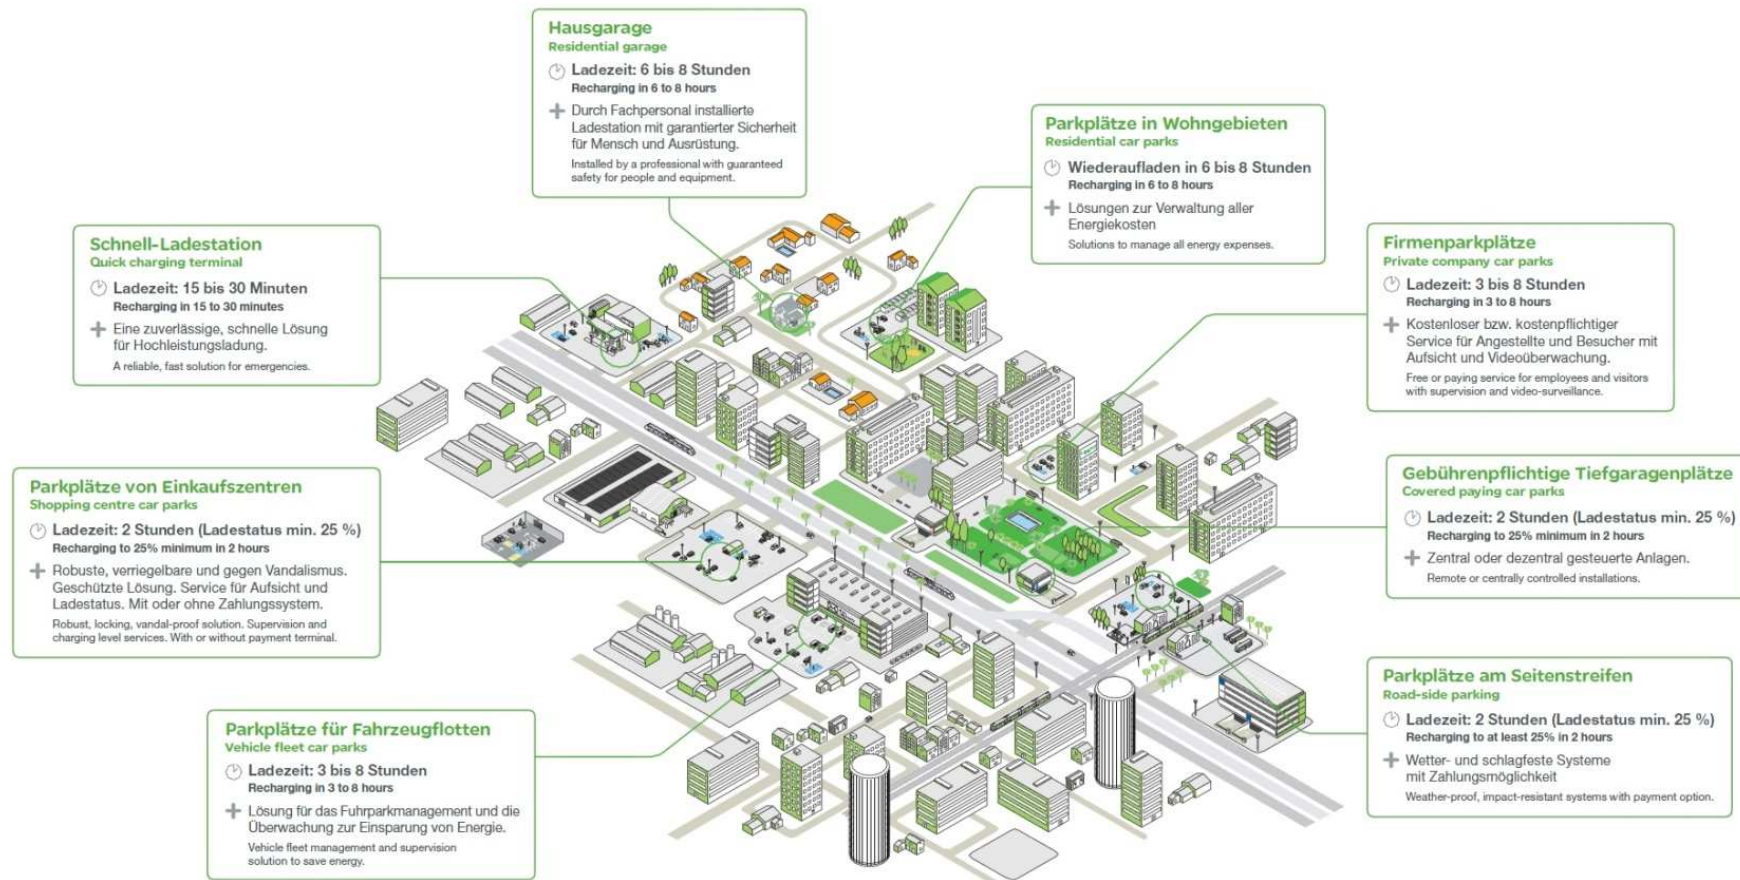 Hausgarage
Residential garage
Ladezeit: 6 bis 8 Stunden
Recharging in 6 to 8 hours
Durch Fachpersonal installierte
Ladestation mit garantierter Sicherheit
für Mensch und Ausrüstung.
Installed by a professional with guaranteed
safety for people and equipment.
Parkplätze in Wohngebieten
Residential car parks
Wiederaufladen in 6 bis 8 Stunden
Recharging in 6 to 8 hours
Lösungen zur Verwaltung aller
Energiekosten
Solutions to manage all energy expenses.
Schnell-Ladestation
Quick charging terminal
Ladezeit: 15 bis 30 Minuten
Recharging in 15 to 30 minutes
Eine zuverlässige, schnelle Lösung
für Hochleistungsladung.
A reliable, fast solution for emergencies.
Firmenparkplätze
Private company car parks
Ladezeit: 3 bis 8 Stunden
Recharging in 3 to 8 hours
Kostenloser bzw. kostenpflichtiger
Service für Angestellte und Besucher mit
Aufsicht und Videoüberwachung.
Free or paying service for employees and visitors
with supervision and video-surveillance.
Parkplätze von Einkaufszentren
Shopping centre car parks
Ladezeit: 2 Stunden (Ladestatus min. 25 %)
Recharging to 25% minimum in 2 hours
Robuste, verriegelbare und gegen Vandalismus.
Geschützte Lösung. Service für Aufsicht und
Ladestatus. Mit oder ohne Zahlungssystem.
Robust, locking, vandal-proof solution. Supervision and
charging level services. With or without payment terminal.
Gebührenpflichtige Tiefgaragenplätze
Covered paying car parks
Ladezeit: 2 Stunden (Ladestatus min. 25 %)
Recharging to 25% minimum in 2 hours
Zentral oder dezentral gesteuerte Anlagen.
Remote or centrally controlled installations.
Parkplätze für Fahrzeugflotten
Vehicle fleet car parks
Ladezeit: 3 bis 8 Stunden
Recharging in 3 to 8 hours
Lösung für das Fuhrparkmanagement und die
Überwachung zur Einsparung von Energie.
Vehicle fleet management and supervision
solution to save energy.
Parkplätze am Seitenstreifen
Road-side parking
Ladezeit: 2 Stunden (Ladestatus min. 25 %)
Recharging to at least 25% in 2 hours
Wetter- und schlagfeste Systeme
mit Zahlungsmöglichkeit
Weather-proof, impact-resistant systems with payment option.